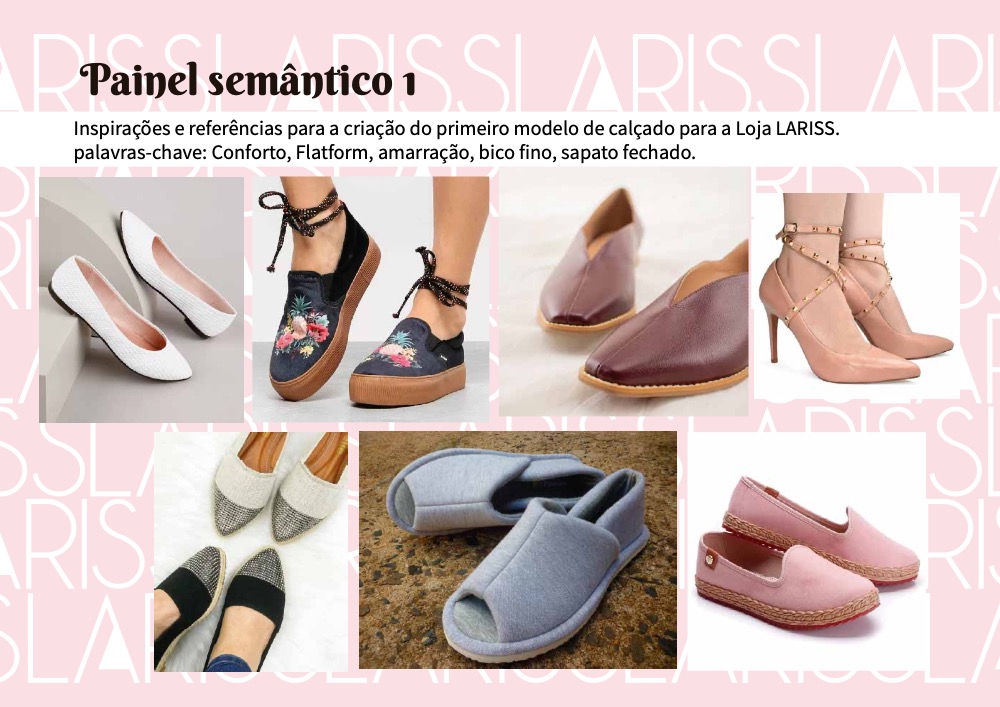 LARISSLARISSLARISSLARISS
Painel semântico 1
Inspirações e referências para a criação do primeiro modelo de calçado para a Loja LARISS.
palavras-chave: Conforto, Flatform, amarração, bico fino, sapato fechado.